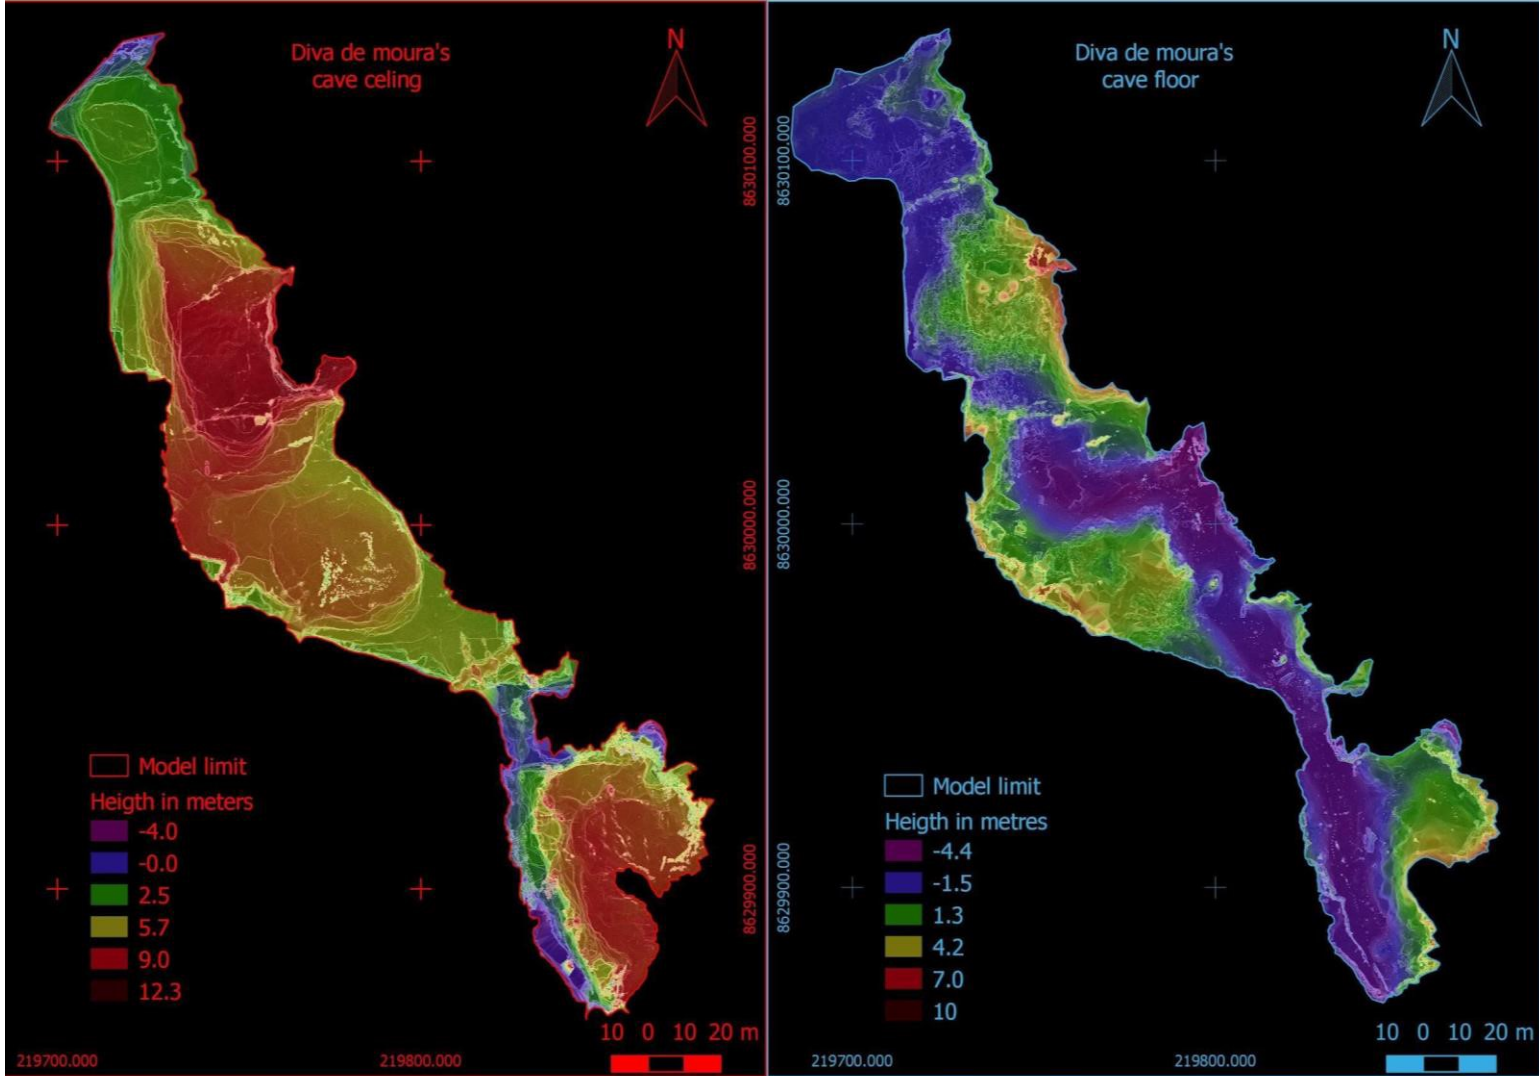 Diva de moura's
cave celing
N
8630100.000
8630000.000
8629900.000
Model limit
Heigth in meters
-4.0
-0.0
2.5
5.7
9.0
12.3
10 0 10 20 m
219700.000
219800.000
Diva de moura's
cave floor
N
8630100.000
8630000.000
8629900.000
Model limit
Heigth in metres
-4.4
-1.5
1.3
4.2
7.0
10
10 0 10 20 m
219700.000
219800.000